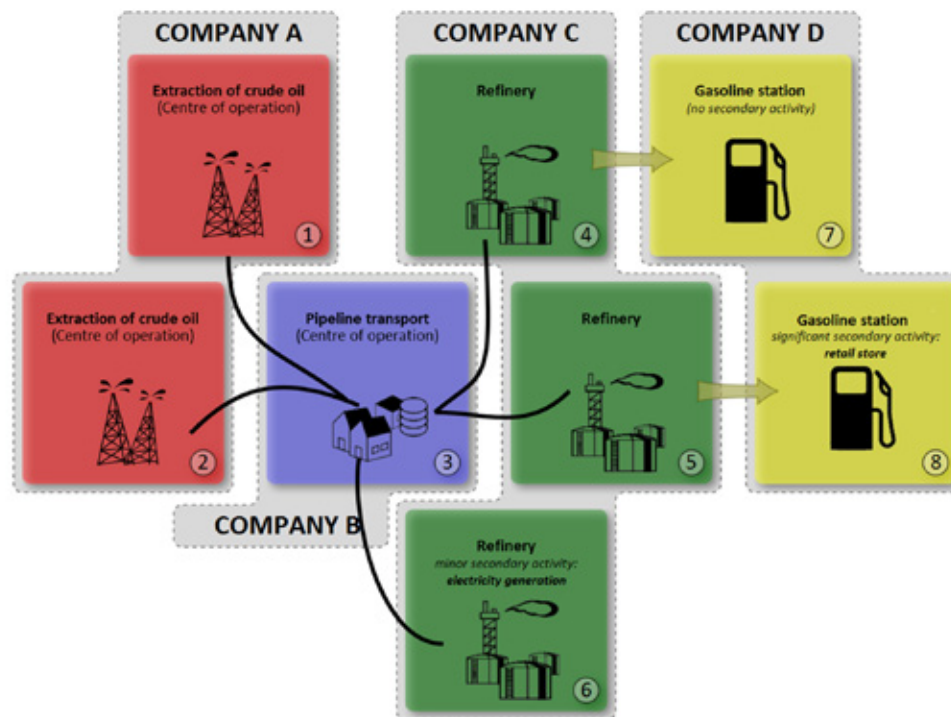 COMPANY A
COMPANY C
COMPANY D
Extraction of crude oil
(Centre of operation)
1
Refinery
4
Gasoline station
(no secondary activity)
7
Extraction of crude oil
(Centre of operation)
2
Pipeline transport
(Centre of operation)
3
Refinery
5
Gasoline station
significant secondary activity:
retail store
8
COMPANY B
Refinery
minor secondary activity:
electricity generation
6